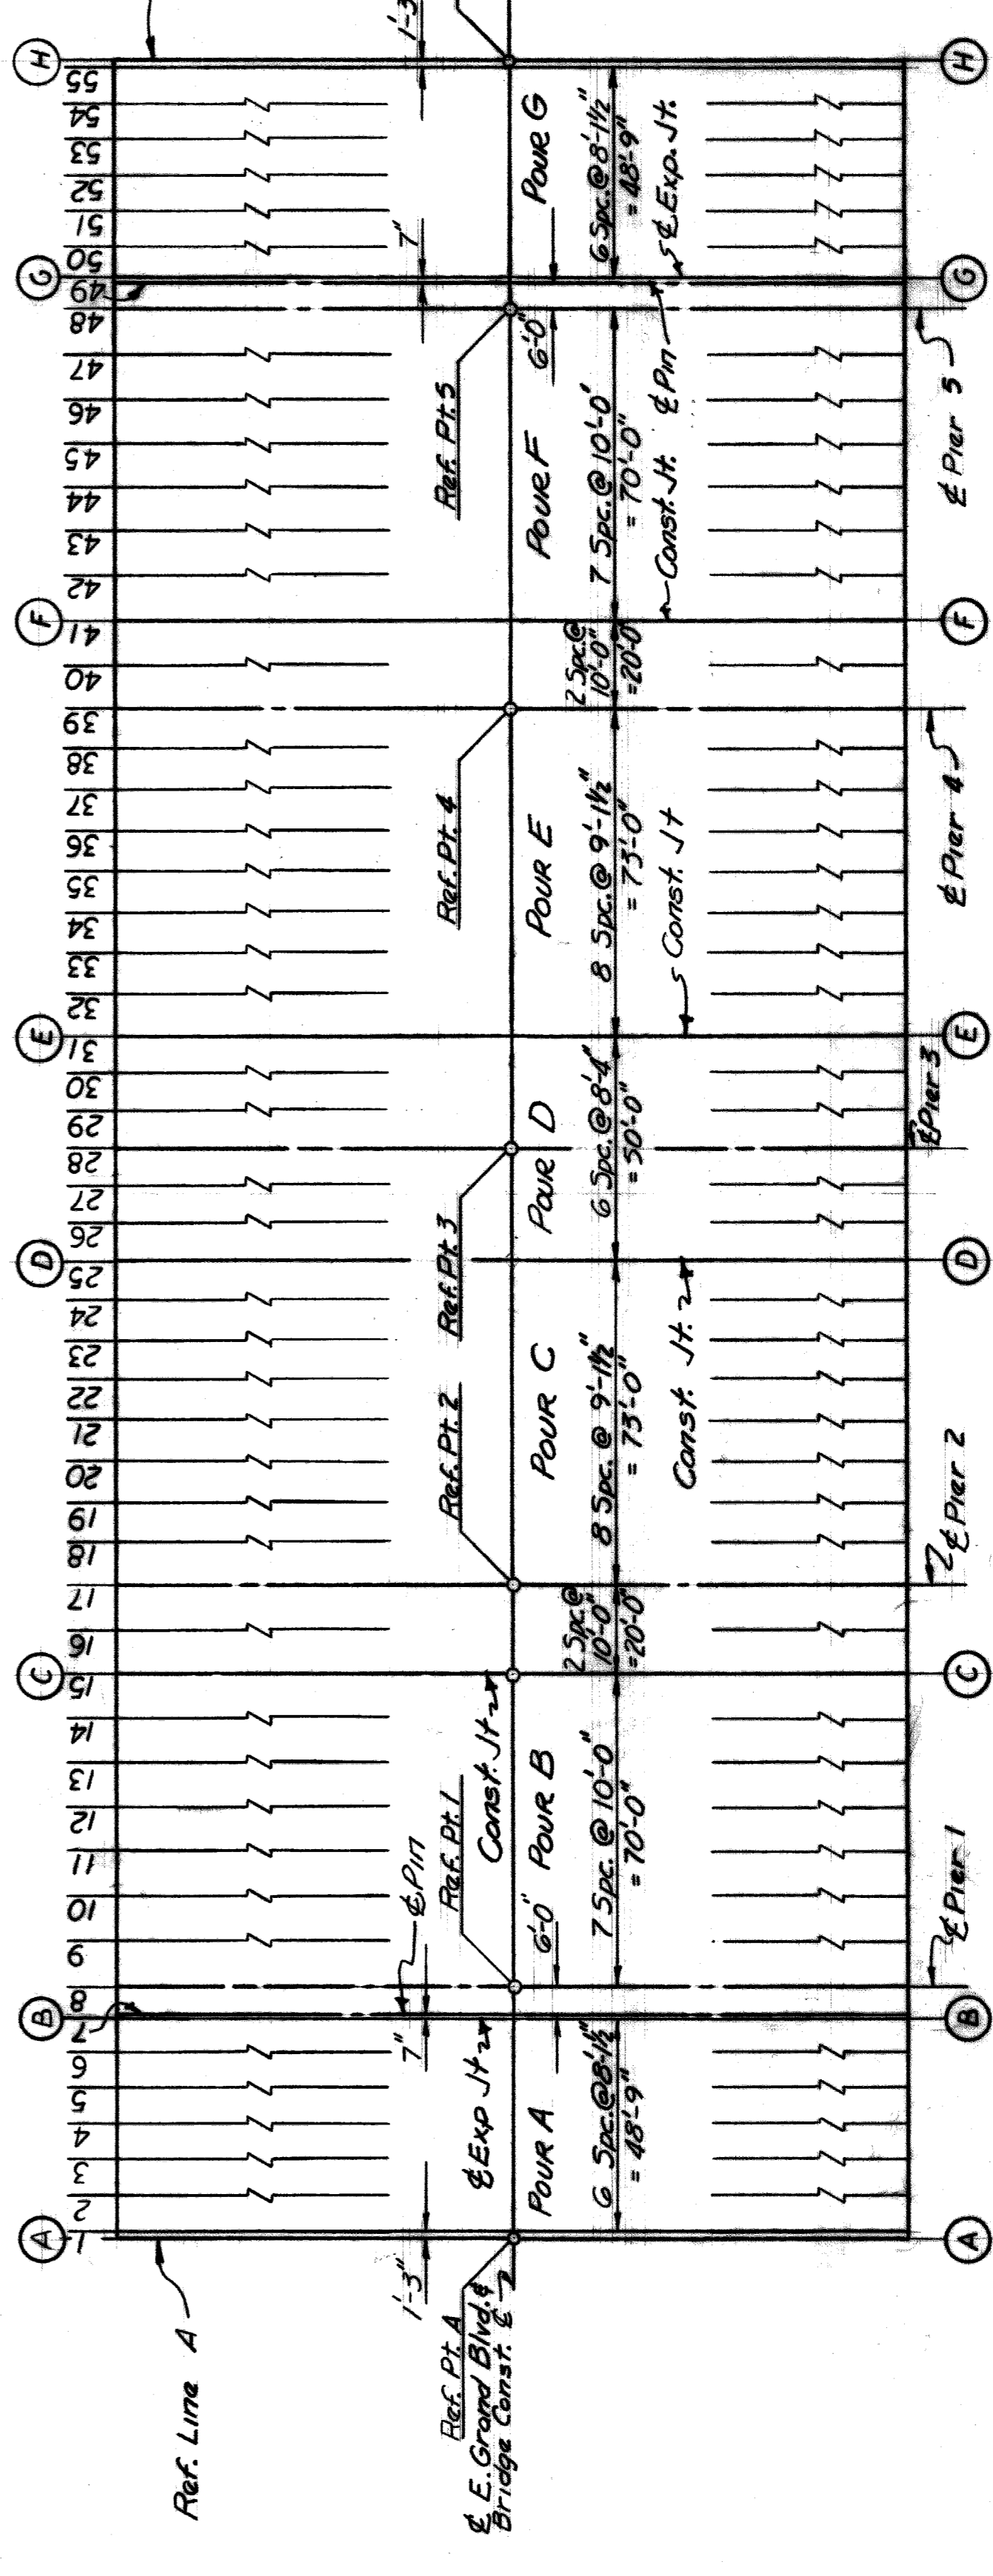 A B C D E F G H
1 2 3 4 5 6 7 8 9 10 11 12 13 14 15 16 17 18 19 20 21 22 23 24 25 26 27 28 29 30 31 32 33 34 35 36 37 38 39 40 41 42 43 44 45 46 47 48 49 50 51 52 53 54 55
Ref. Line A
1'-3"
7"
℄ Pin
7"
1'-3"
Ref. Pt. A
℄ E. Grand Blvd. &
Bridge Const. ℄
℄ Exp Jt.
Ref. Pt. 1
Const. Jt.
Ref. Pt. 2
Ref. Pt. 3
Ref. Pt. 4
Ref. Pt. 5
POUR A
6'-0"
POUR B
POUR C
POUR D
POUR E
POUR F
6'-0"
POUR G
6 Spc. @ 8'-1½"
= 48'-9"
7 Spc. @ 10'-0"
= 70'-0"
2 Spc. @
10'-0"
=20'-0"
8 Spc. @ 9'-1½"
= 73'-0"
6 Spc. @ 8'-4"
= 50'-0"
8 Spc. @ 9'-1½"
= 73'-0"
2 Spc. @
10'-0"
=20'-0"
7 Spc. @ 10'-0'
= 70'-0"
6 Spc. @ 8'-1½"
= 48'-9"
Const. Jt.
Const. Jt
Const. Jt.
℄ Pin
℄ Exp. Jt.
℄ Pier 1
℄ Pier 2
℄ Pier 3
℄ Pier 4
℄ Pier 5
A B C D E F G H